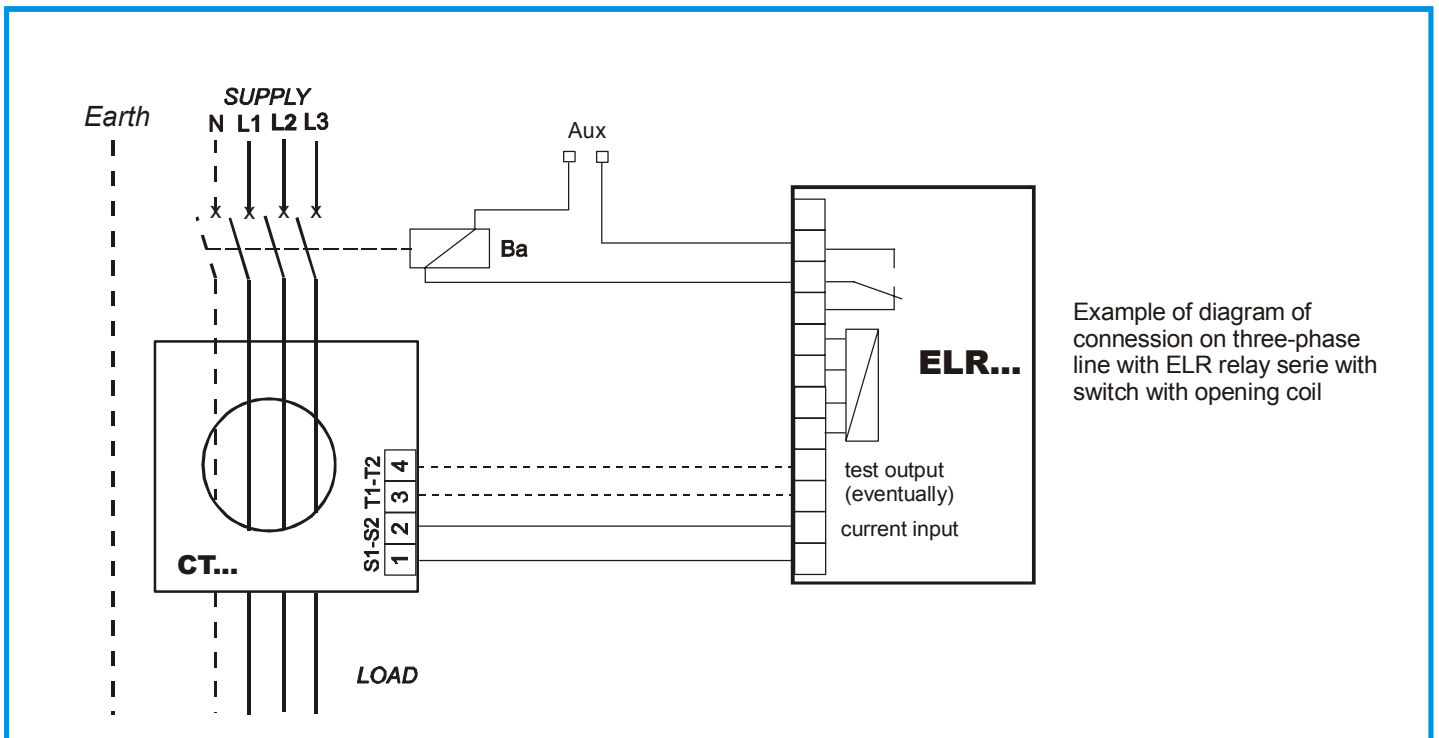 Earth
SUPPLY
N L1 L2 L3
x x x x
Aux
Ba
ELR...
Example of diagram of
connession on three-phase
line with ELR relay serie with
switch with opening coil
S1-S2 T1-T2
1 2 3 4
test output
(eventually)
current input
CT...
LOAD